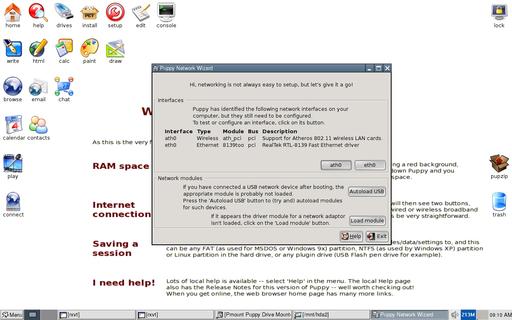 home
help
drives
install
setup
edit
console
lock
write
html
calc
paint
draw
browse
email
chat
calendar
contacts
play
connect
pupzip
trash
Puppy Network Wizard
Hi, networking is not always easy to setup, but let's give it a go!
Interfaces
Puppy has identified the following network interfaces on your
computer, but they still need to be configured.
To test or configure an interface, click on its button.
Interface Type Module Bus Description
ath0 Wireless ath_pci pci Support for Atheros 802.11 wireless LAN cards.
eth0 Ethernet 8139too pci RealTek RTL-8139 Fast Ethernet driver
ath0
eth0
Network modules
If you have connected a USB network device after booting, the
appropriate module is probably not loaded.
Press the 'Autoload USB' button to (try and) autoload modules
for such devices.
Autoload USB
If it appears the driver module for a network adaptor
isn't loaded, click on the 'Load module' button.
Load module
Help
Exit
W
As this is the very f
RAM space
ng a red background,
own Puppy and you
space.
Internet
connection
will then see two buttons,
ired or wireless broadband
be very straightforward.
Saving a
session
es/data/settings to, and this
can be any FAT (as used for MSDOS or Windows 9x) partition, NTFS (as used by Windows XP) partition
or Linux partition in the hard drive, or any plugin drive (USB Flash pen drive for example).
I need help!
Lots of local help is available -- select 'Help' in the menu. The local Help page
also has the Release Notes for this version of Puppy -- well worth checking out!
When you get online, the web browser home page has many more links.
Menu
[rxvt]
[rxvt]
[Pmount Puppy Drive Mount
[/mnt/hda2]
Puppy Network Wizard
213M
09:10 AM